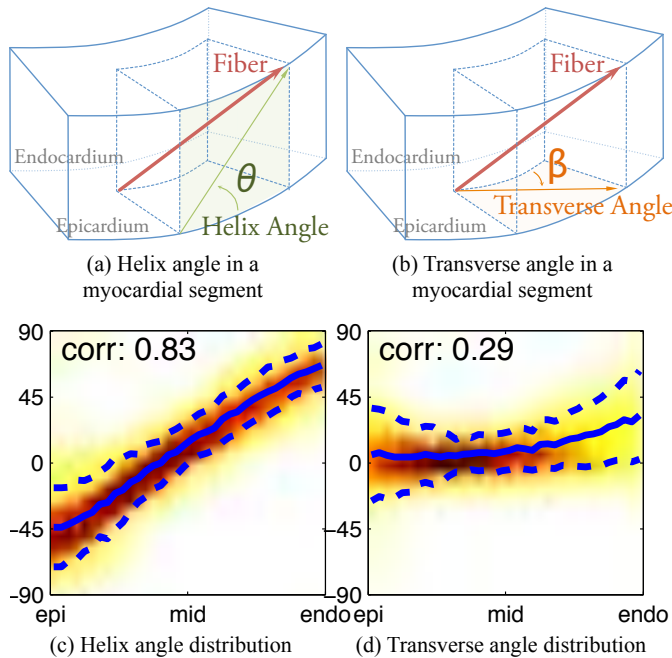 Fiber
Endocardium
θ
Epicardium
Helix Angle
(a) Helix angle in a
myocardial segment
Fiber
Endocardium
β
Transverse Angle
Epicardium
(b) Transverse angle in a
myocardial segment
90
corr: 0.83
45
0
−45
−90
epi
mid
endo
(c) Helix angle distribution
90
corr: 0.29
45
0
−45
−90
epi
mid
endo
(d) Transverse angle distribution